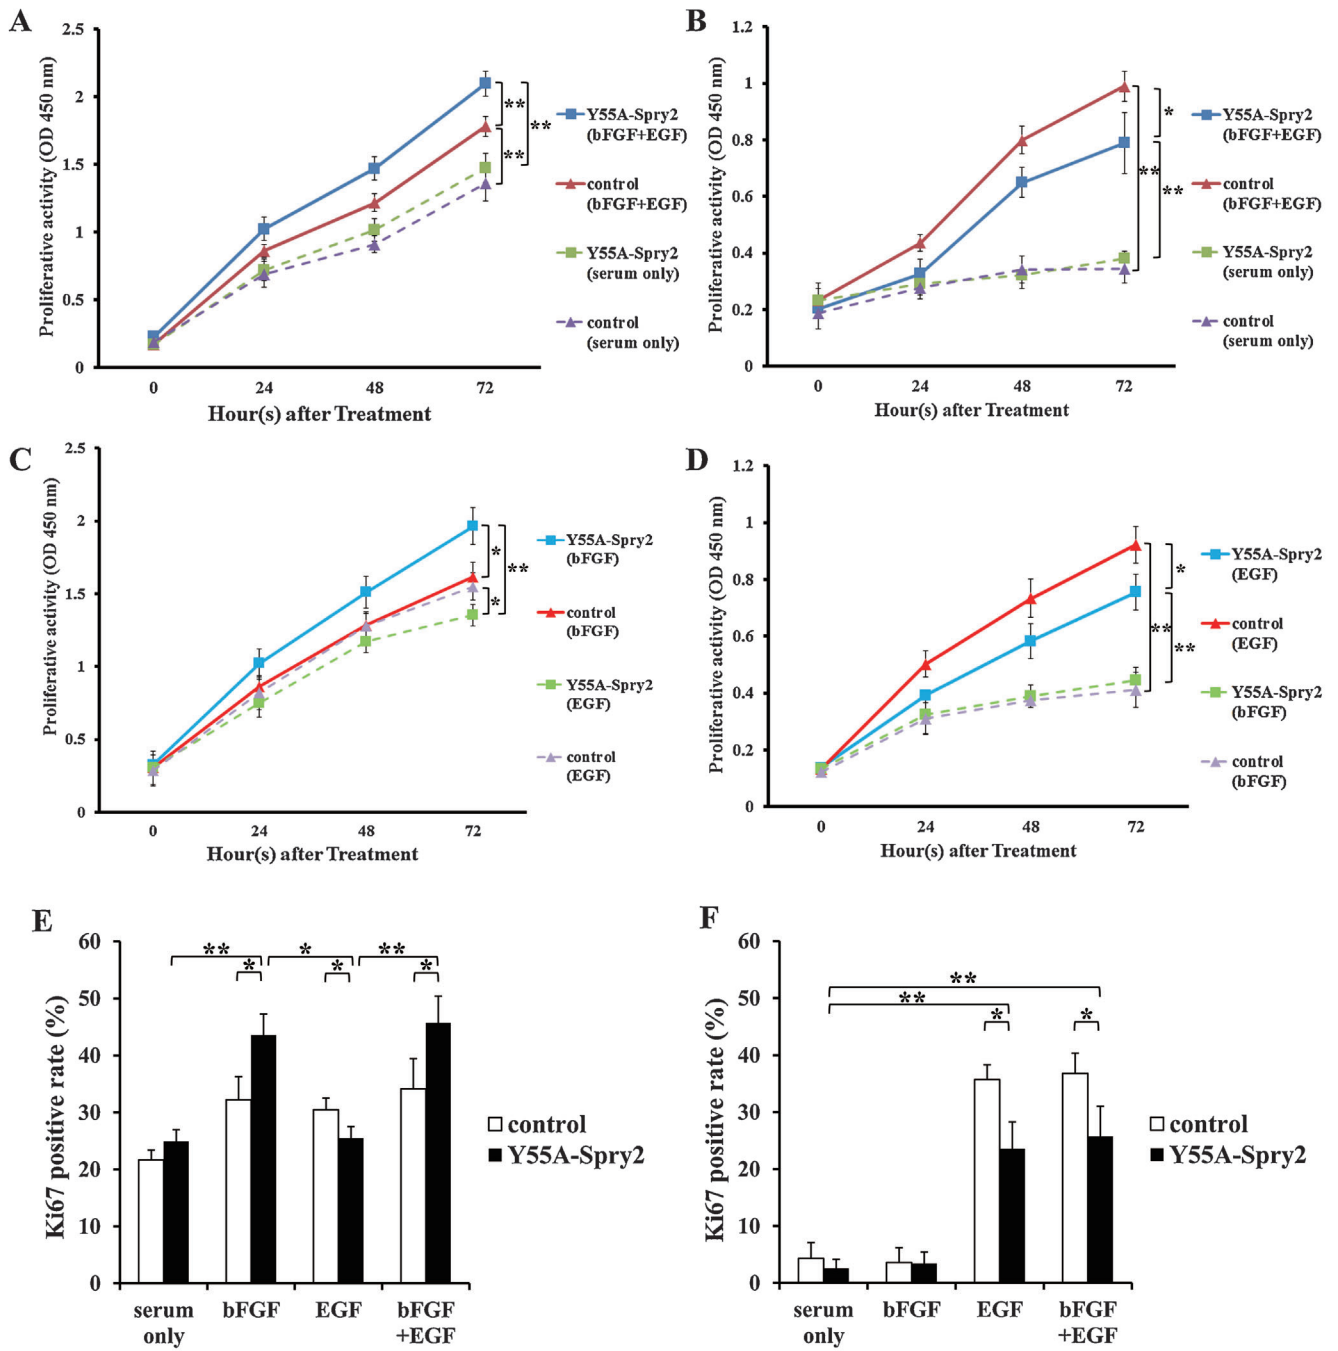 A
2.5
2
1.5
1
0.5
0
Proliferative activity (OD 450 nm)
0 24 48 72
Hour(s) after Treatment
**
**
**
Y55A-Spry2
(bFGF+EGF)
control
(bFGF+EGF)
Y55A-Spry2
(serum only)
control
(serum only)
B
1.2
1
0.8
0.6
0.4
0.2
0
Proliferative activity (OD 450 nm)
0 24 48 72
Hour(s) after Treatment
*
**
**
Y55A-Spry2
(bFGF+EGF)
control
(bFGF+EGF)
Y55A-Spry2
(serum only)
control
(serum only)
C
2.5
2
1.5
1
0.5
0
Proliferative activity (OD 450 nm)
0 24 48 72
Hour(s) after Treatment
*
**
*
Y55A-Spry2
(bFGF)
control
(bFGF)
Y55A-Spry2
(EGF)
control
(EGF)
D
1.2
1
0.8
0.6
0.4
0.2
0
Proliferative activity (OD 450 nm)
0 24 48 72
Hour(s) after Treatment
*
**
**
Y55A-Spry2
(EGF)
control
(EGF)
Y55A-Spry2
(bFGF)
control
(bFGF)
E
60
50
40
30
20
10
0
Ki67 positive rate (%)
** * **
* * *
serum bFGF EGF bFGF
only +EGF
control
Y55A-Spry2
F
60
50
40
30
20
10
0
Ki67 positive rate (%)
**
**
* *
serum bFGF EGF bFGF
only +EGF
control
Y55A-Spry2